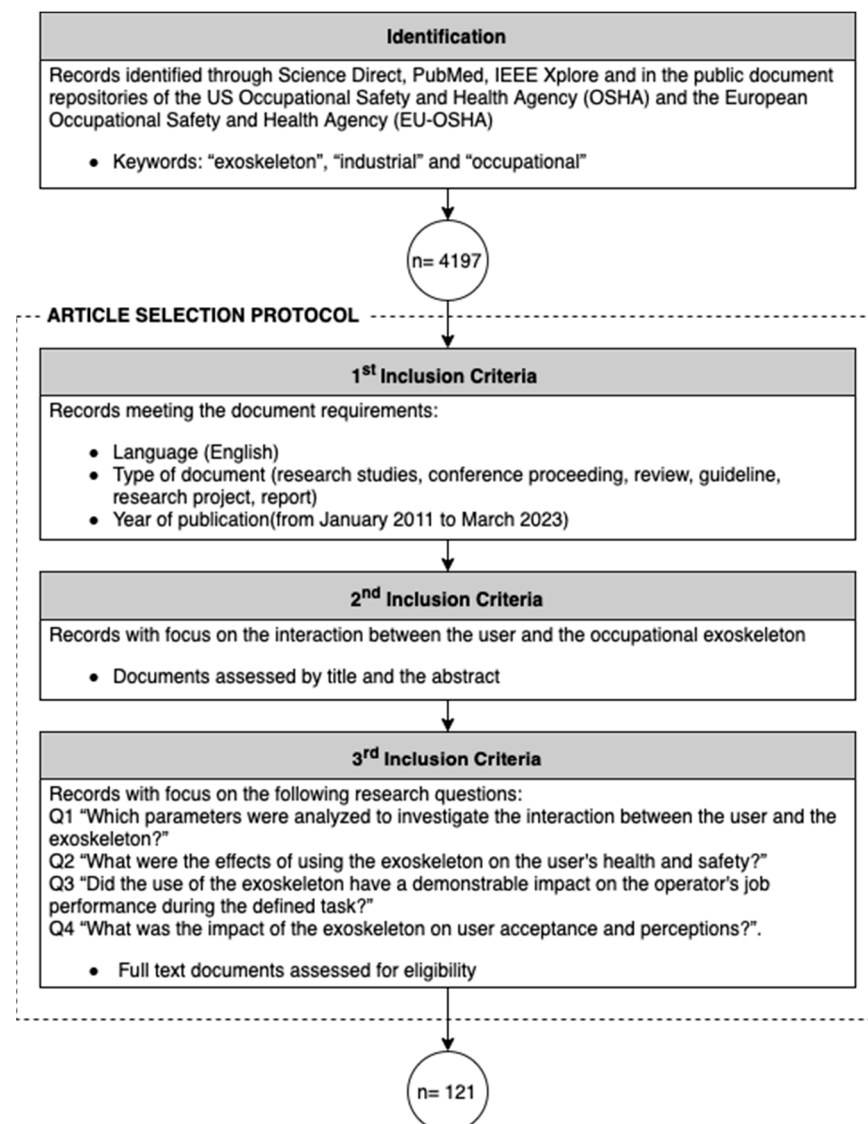 Identification
Records identified through Science Direct, PubMed, IEEE Xplore and in the public document
repositories of the US Occupational Safety and Health Agency (OSHA) and the European
Occupational Safety and Health Agency (EU-OSHA)
● Keywords: “exoskeleton”, “industrial” and “occupational”
n= 4197
ARTICLE SELECTION PROTOCOL
1st Inclusion Criteria
Records meeting the document requirements:
● Language (English)
● Type of document (research studies, conference proceeding, review, guideline,
research project, report)
● Year of publication(from January 2011 to March 2023)
2nd Inclusion Criteria
Records with focus on the interaction between the user and the occupational exoskeleton
● Documents assessed by title and the abstract
3rd Inclusion Criteria
Records with focus on the following research questions:
Q1 “Which parameters were analyzed to investigate the interaction between the user and the
exoskeleton?”
Q2 “What were the effects of using the exoskeleton on the user's health and safety?”
Q3 “Did the use of the exoskeleton have a demonstrable impact on the operator's job
performance during the defined task?”
Q4 “What was the impact of the exoskeleton on user acceptance and perceptions?”.
● Full text documents assessed for eligibility
n= 121